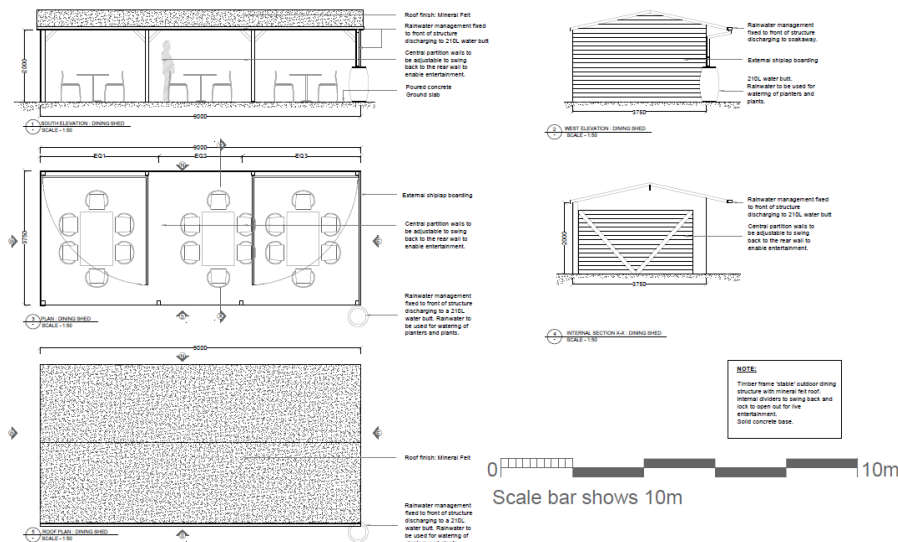 Roof finish: Mineral Felt
Rainwater management fixed
to front of structure
discharging to 210L water butt
Central partition walls to
be adjustable to swing
back to the rear wall to
enable entertainment.
Poured concrete
Ground slab
2000
9000
1
SOUTH ELEVATION : DINING SHED
SCALE - 1:50
Rainwater management
fixed to front of structure
discharging to soakaway.
External shiplap boarding
210L water butt.
Rainwater to be used for
watering of planters and
plants.
3750
2
WEST ELEVATION : DINING SHED
SCALE - 1:50
9000
EQ1
EQ2
EQ3
3750
External shiplap boarding
Central partition walls to
be adjustable to swing
back to the rear wall to
enable entertainment.
Rainwater management
fixed to front of structure
discharging to a 210L
water butt. Rainwater to
be used for watering of
planters and plants.
3
PLAN : DINING SHED
SCALE - 1:50
Rainwater management fixed
to front of structure
discharging to 210L water butt
Central partition walls to
be adjustable to swing
back to the rear wall to
enable entertainment.
2000
3750
4
INTERNAL SECTION X-X : DINING SHED
SCALE - 1:50
9000
Roof finish: Mineral Felt
Rainwater management
fixed to front of structure
discharging to a 210L
water butt. Rainwater to
be used for watering of
5
ROOF PLAN : DINING SHED
SCALE - 1:50
NOTE:
Timber frame 'stable' outdoor dining
structure with mineral felt roof.
Internal dividers to swing back and
lock to open out for live
entertainment.
Solid concrete base.
0
10m
Scale bar shows 10m